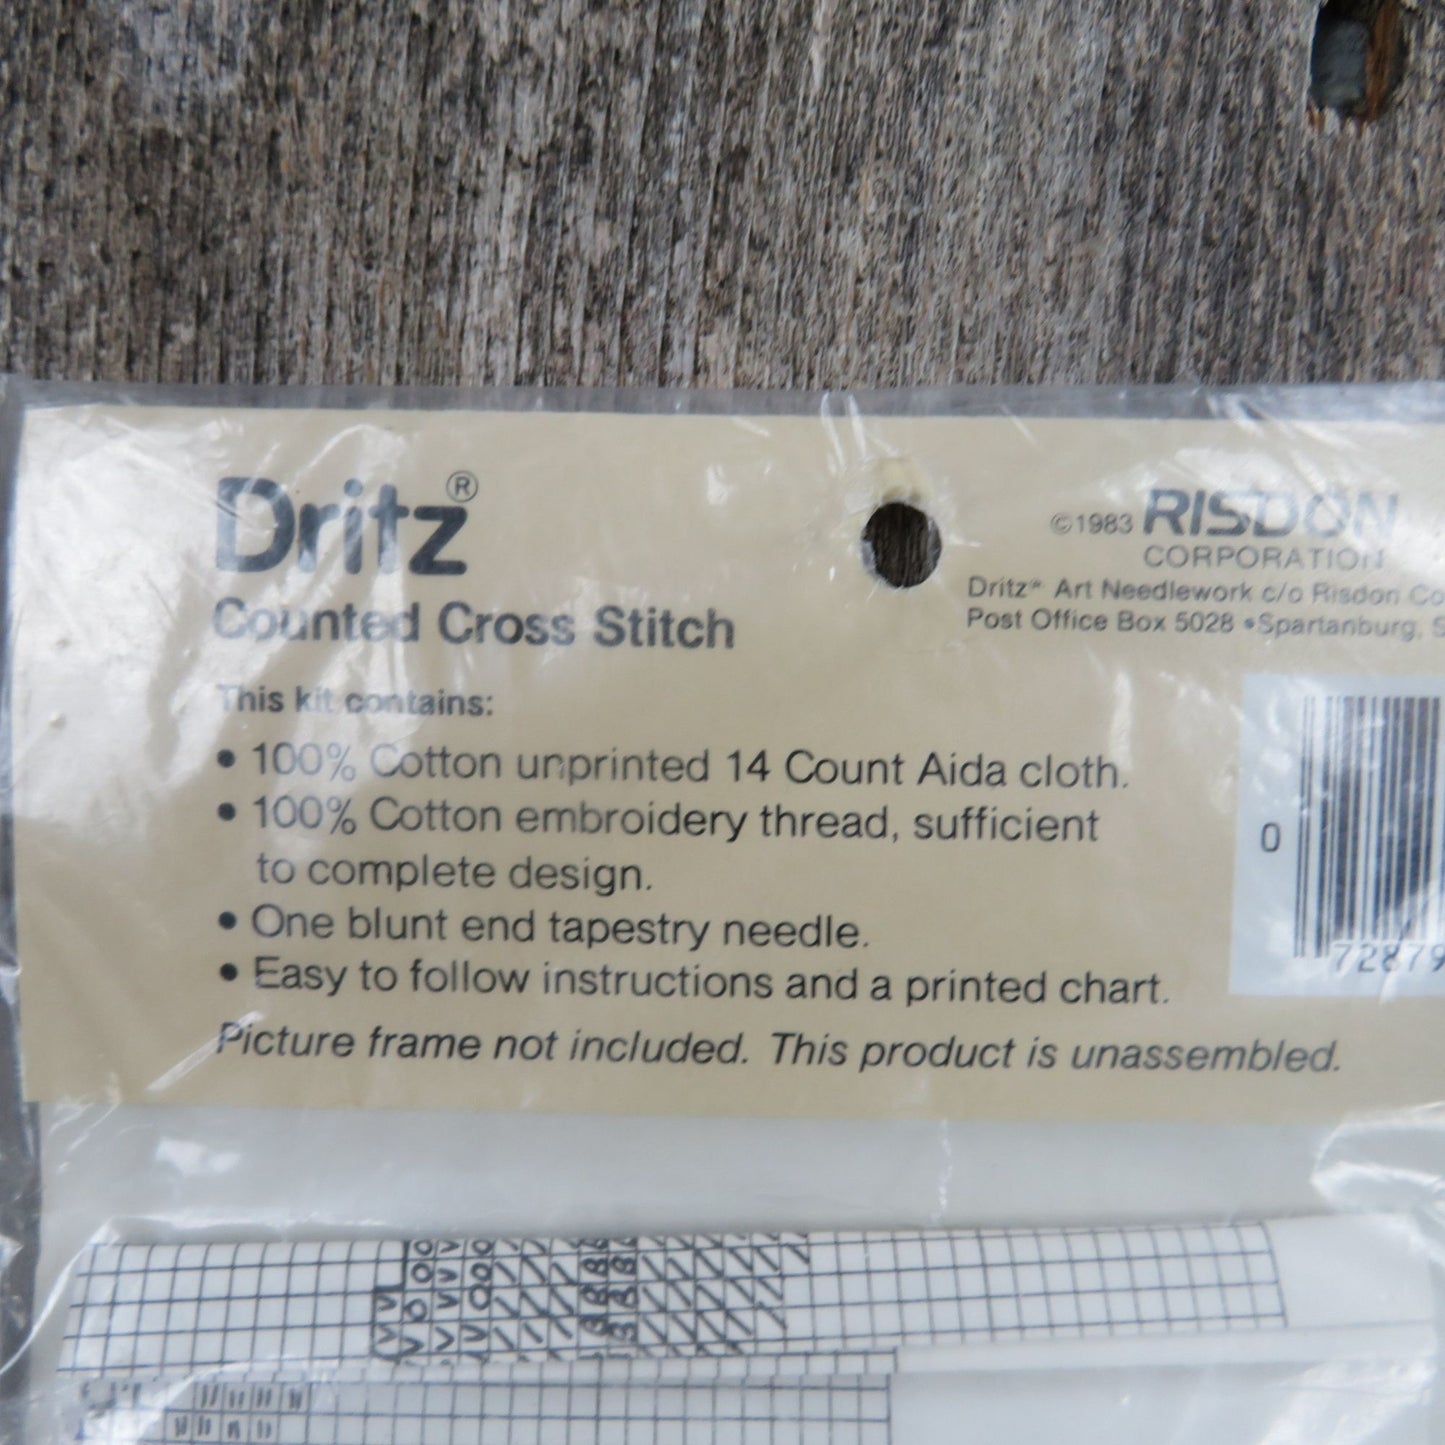 Dritz®
Counted Cross Stitch
©1983 RISDON
CORPORATION
Dritz® Art Needlework c/o Risdon Co
Post Office Box 5028 •Spartanburg, S
This kit contains:
• 100% Cotton unprinted 14 Count Aida cloth.
• 100% Cotton embroidery thread, sufficient
to complete design.
• One blunt end tapestry needle.
• Easy to follow instructions and a printed chart.
Picture frame not included. This product is unassembled.
0
72879